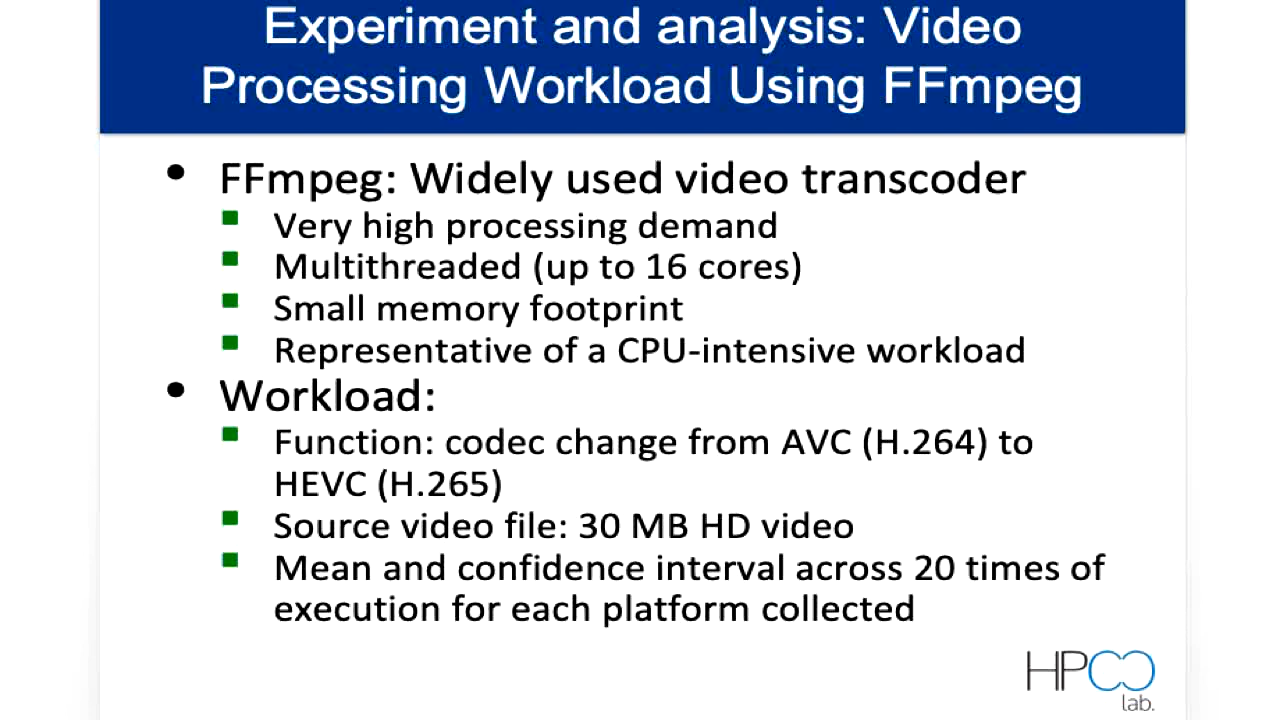 Experiment and analysis: Video
Processing Workload Using FFmpeg
• FFmpeg: Widely used video transcoder
▪ Very high processing demand
▪ Multithreaded (up to 16 cores)
▪ Small memory footprint
▪ Representative of a CPU-intensive workload
• Workload:
▪ Function: codec change from AVC (H.264) to
HEVC (H.265)
▪ Source video file: 30 MB HD video
▪ Mean and confidence interval across 20 times of
execution for each platform collected
HPCC
lab.